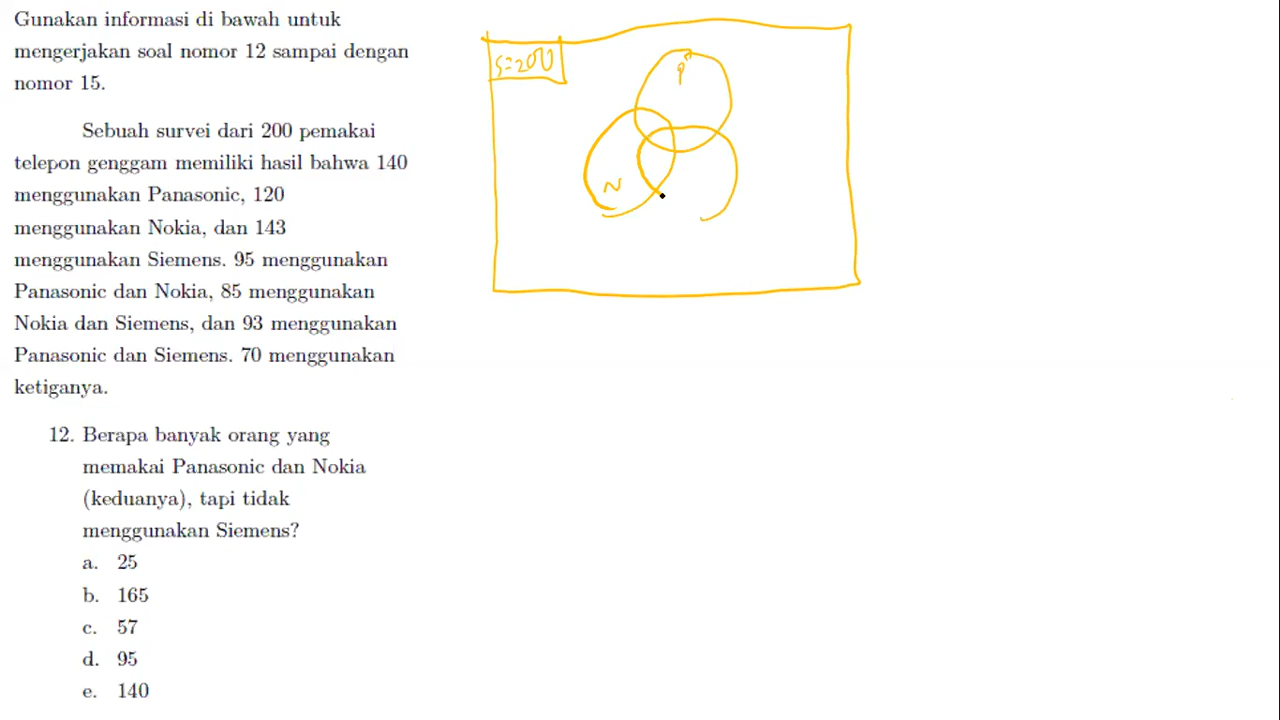 Gunakan informasi di bawah untuk
mengerjakan soal nomor 12 sampai dengan
nomor 15.
Sebuah survei dari 200 pemakai
telepon genggam memiliki hasil bahwa 140
menggunakan Panasonic, 120
menggunakan Nokia, dan 143
menggunakan Siemens. 95 menggunakan
Panasonic dan Nokia, 85 menggunakan
Nokia dan Siemens, dan 93 menggunakan
Panasonic dan Siemens. 70 menggunakan
ketiganya.
12. Berapa banyak orang yang
memakai Panasonic dan Nokia
(keduanya), tapi tidak
menggunakan Siemens?
a. 25
b. 165
c. 57
d. 95
e. 140
S=200
P
N